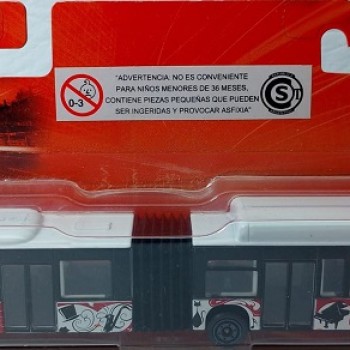 "ADVERTENCIA: NO ES CONVENIENTE
PARA NIÑOS MENORES DE 36 MESES,
CONTIENE PIEZAS PEQUEÑAS QUE PUEDEN
SER INGERIDAS Y PROVOCAR ASFIXIA"
0-3
S